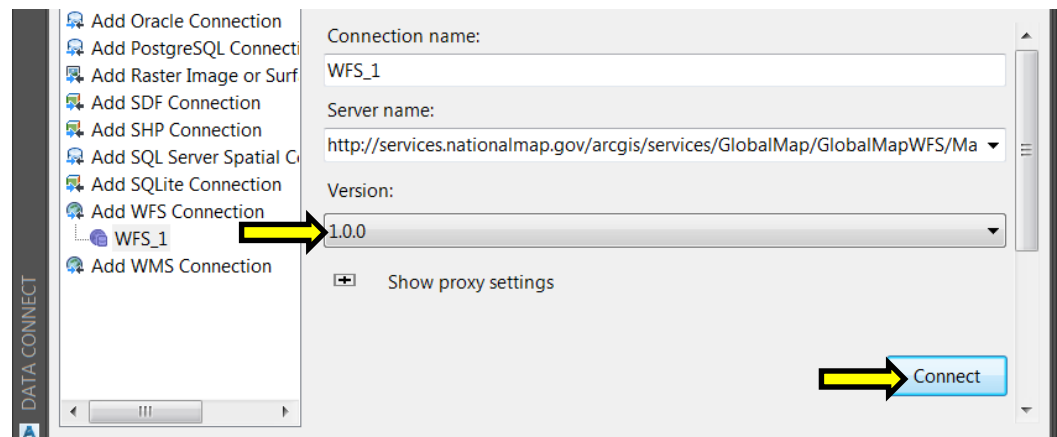 Add Oracle Connection
Add PostgreSQL Connecti
Add Raster Image or Surf
Add SDF Connection
Add SHP Connection
Add SQL Server Spatial Co
Add SQLite Connection
Add WFS Connection
WFS_1
Add WMS Connection
Connection name:
WFS_1
Server name:
http://services.nationalmap.gov/arcgis/services/GlobalMap/GlobalMapWFS/Ma
Version:
1.0.0
Show proxy settings
Connect
DATA CONNECT